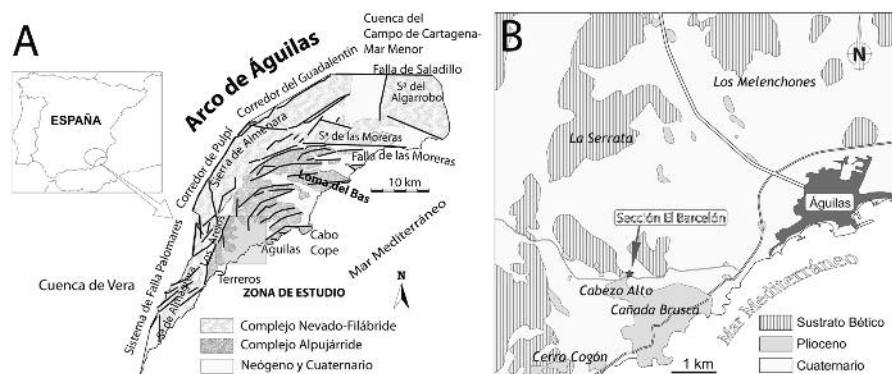 A
Cuenca del
Campo de Cartagena-
Mar Menor
Arco de Águilas
Corredor del Guadalentín
Falla de Saladillo
Sª del
Algarrobo
ESPAÑA
Corredor de Pulpí
Sierra de Almenara
Sª de las Moreras
Falla de las Moreras
Loma del Bas
10 km
Sistema de Falla Palomares
Cabo
Cope
Águilas
Mar Mediterráneo
Cuenca de Vera
Terreros
N
ZONA DE ESTUDIO
Complejo Nevado-Filábride
Complejo Alpujárride
Neógeno y Cuaternario
B
N
Los Melenchones
La Serrata
Águilas
Sección El Barcelón
Cabezo Alto
Cañada Brusca
Mar Mediterráneo
Cerro Cogón
1 km
Sustrato Bético
Plioceno
Cuaternario